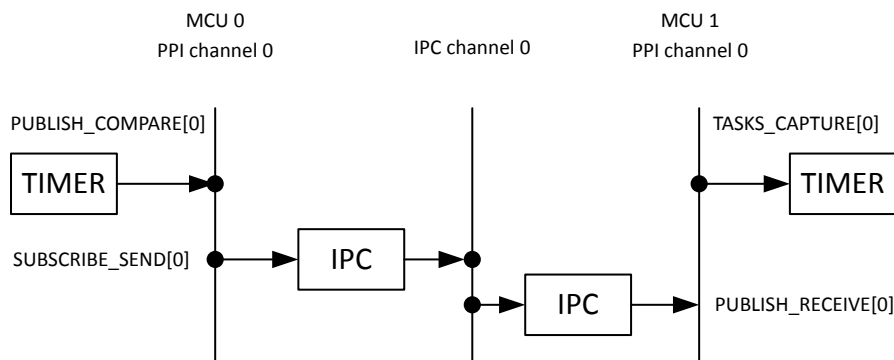 MCU 0
PPI channel 0
IPC channel 0
MCU 1
PPI channel 0
PUBLISH_COMPARE[0]
TASKS_CAPTURE[0]
TIMER
TIMER
SUBSCRIBE_SEND[0]
IPC
IPC
PUBLISH_RECEIVE[0]